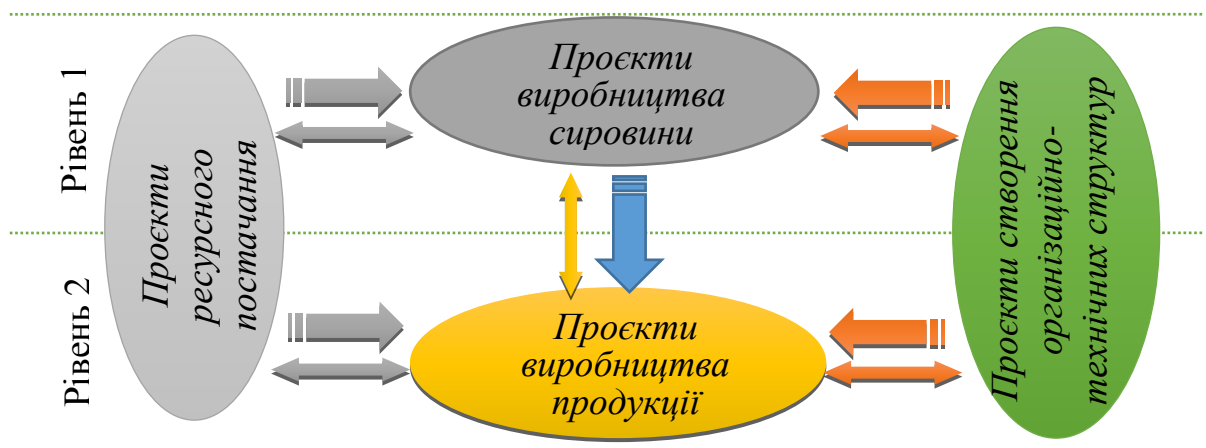 Рівень 1
Рівень 2
Проєкти
ресурсного
постачання
Проєкти
виробництва
сировини
Проєкти
виробництва
продукції
Проєкти створення
організаційно-
технічних структур